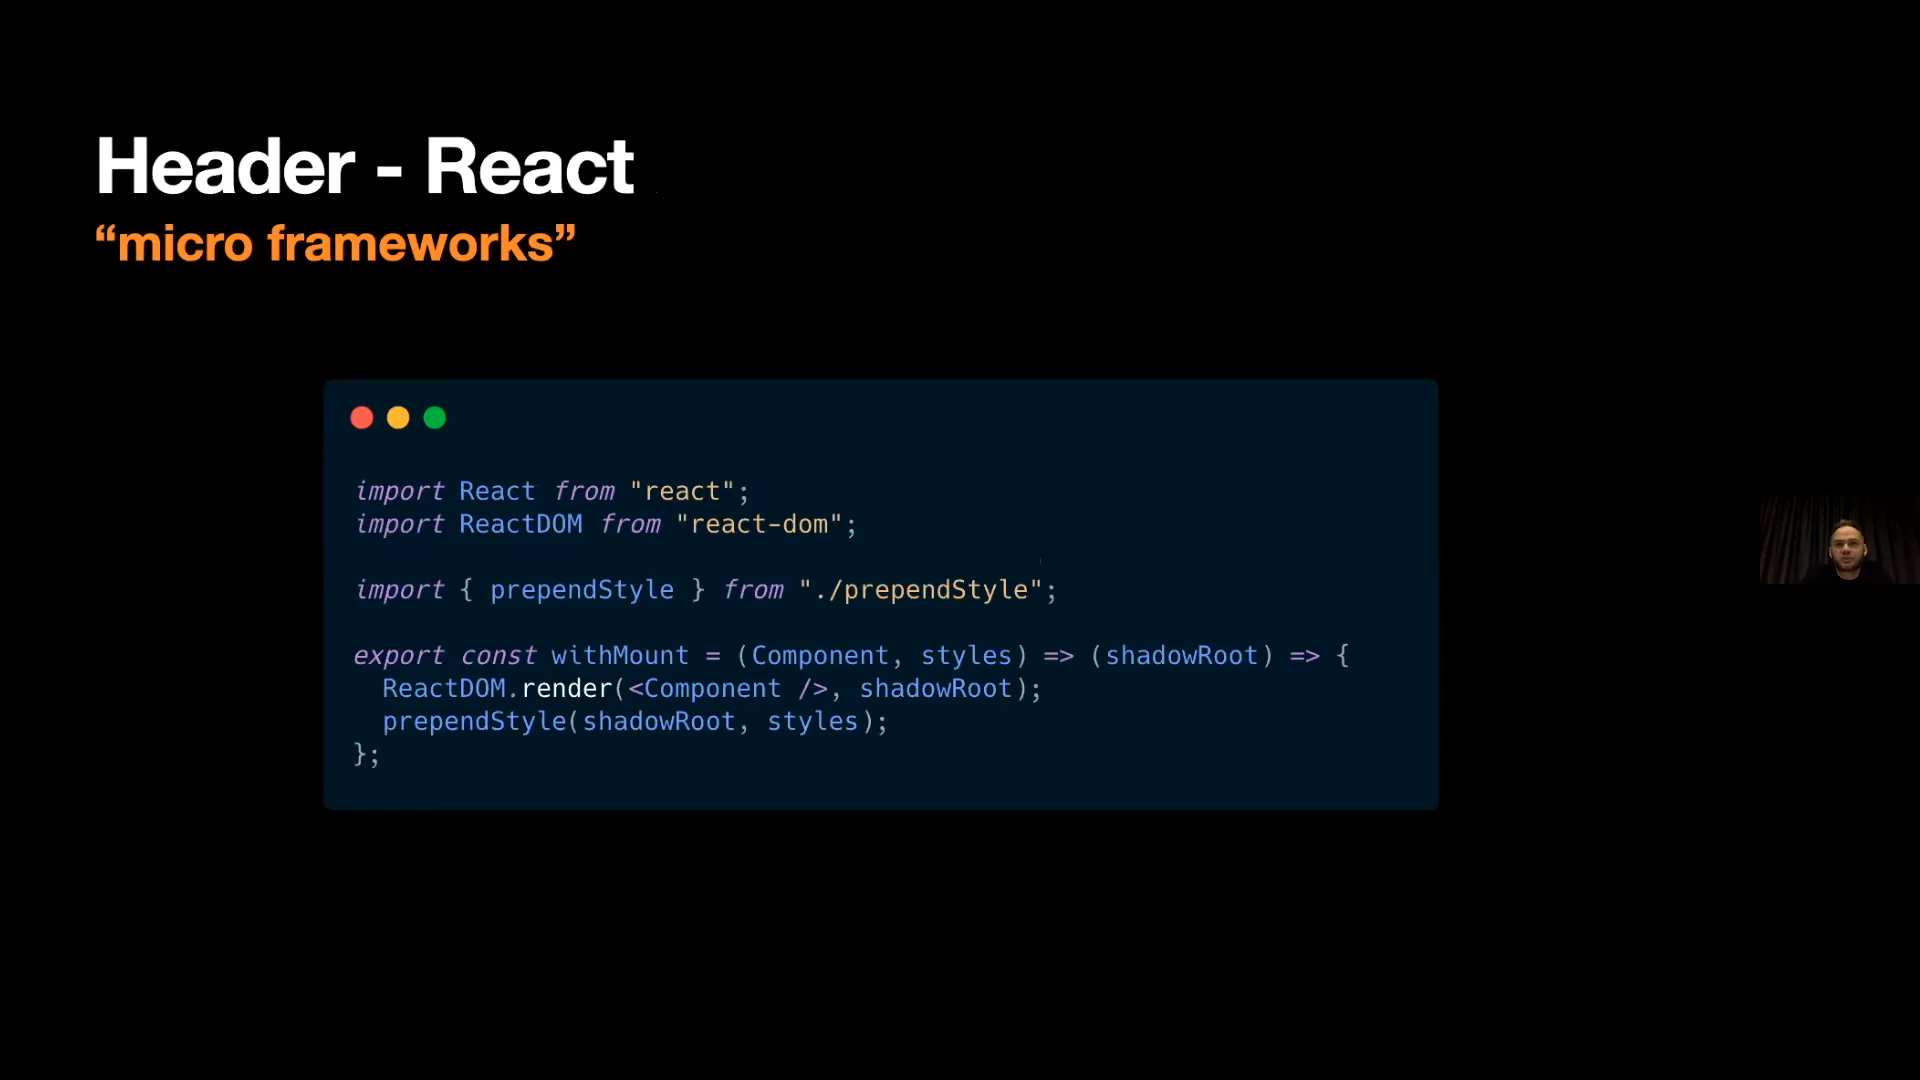 Header - React
“micro frameworks”
import React from "react";
import ReactDOM from "react-dom";
import { prependStyle } from "./prependStyle";
export const withMount = (Component, styles) => (shadowRoot) => {
ReactDOM.render(<Component />, shadowRoot);
prependStyle(shadowRoot, styles);
};